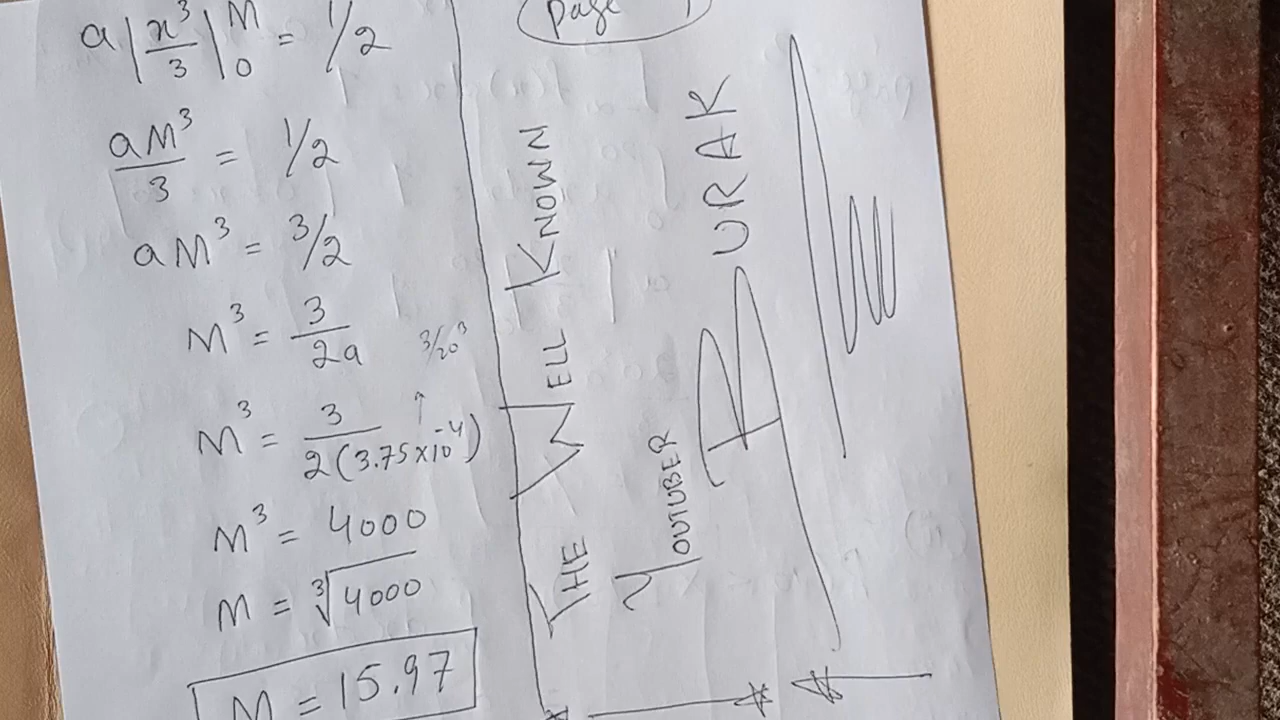 a|x³/3|₀ᴹ = 1/2
aM³/3 = 1/2
aM³ = 3/2
M³ = 3/2a
3/20³
M³ = 3/2(3.75x10⁻⁴)
M³ = 4000
M = ³√4000
M = 15.97
Page
THE WELL KNOWN
YOUTUBER BURAK